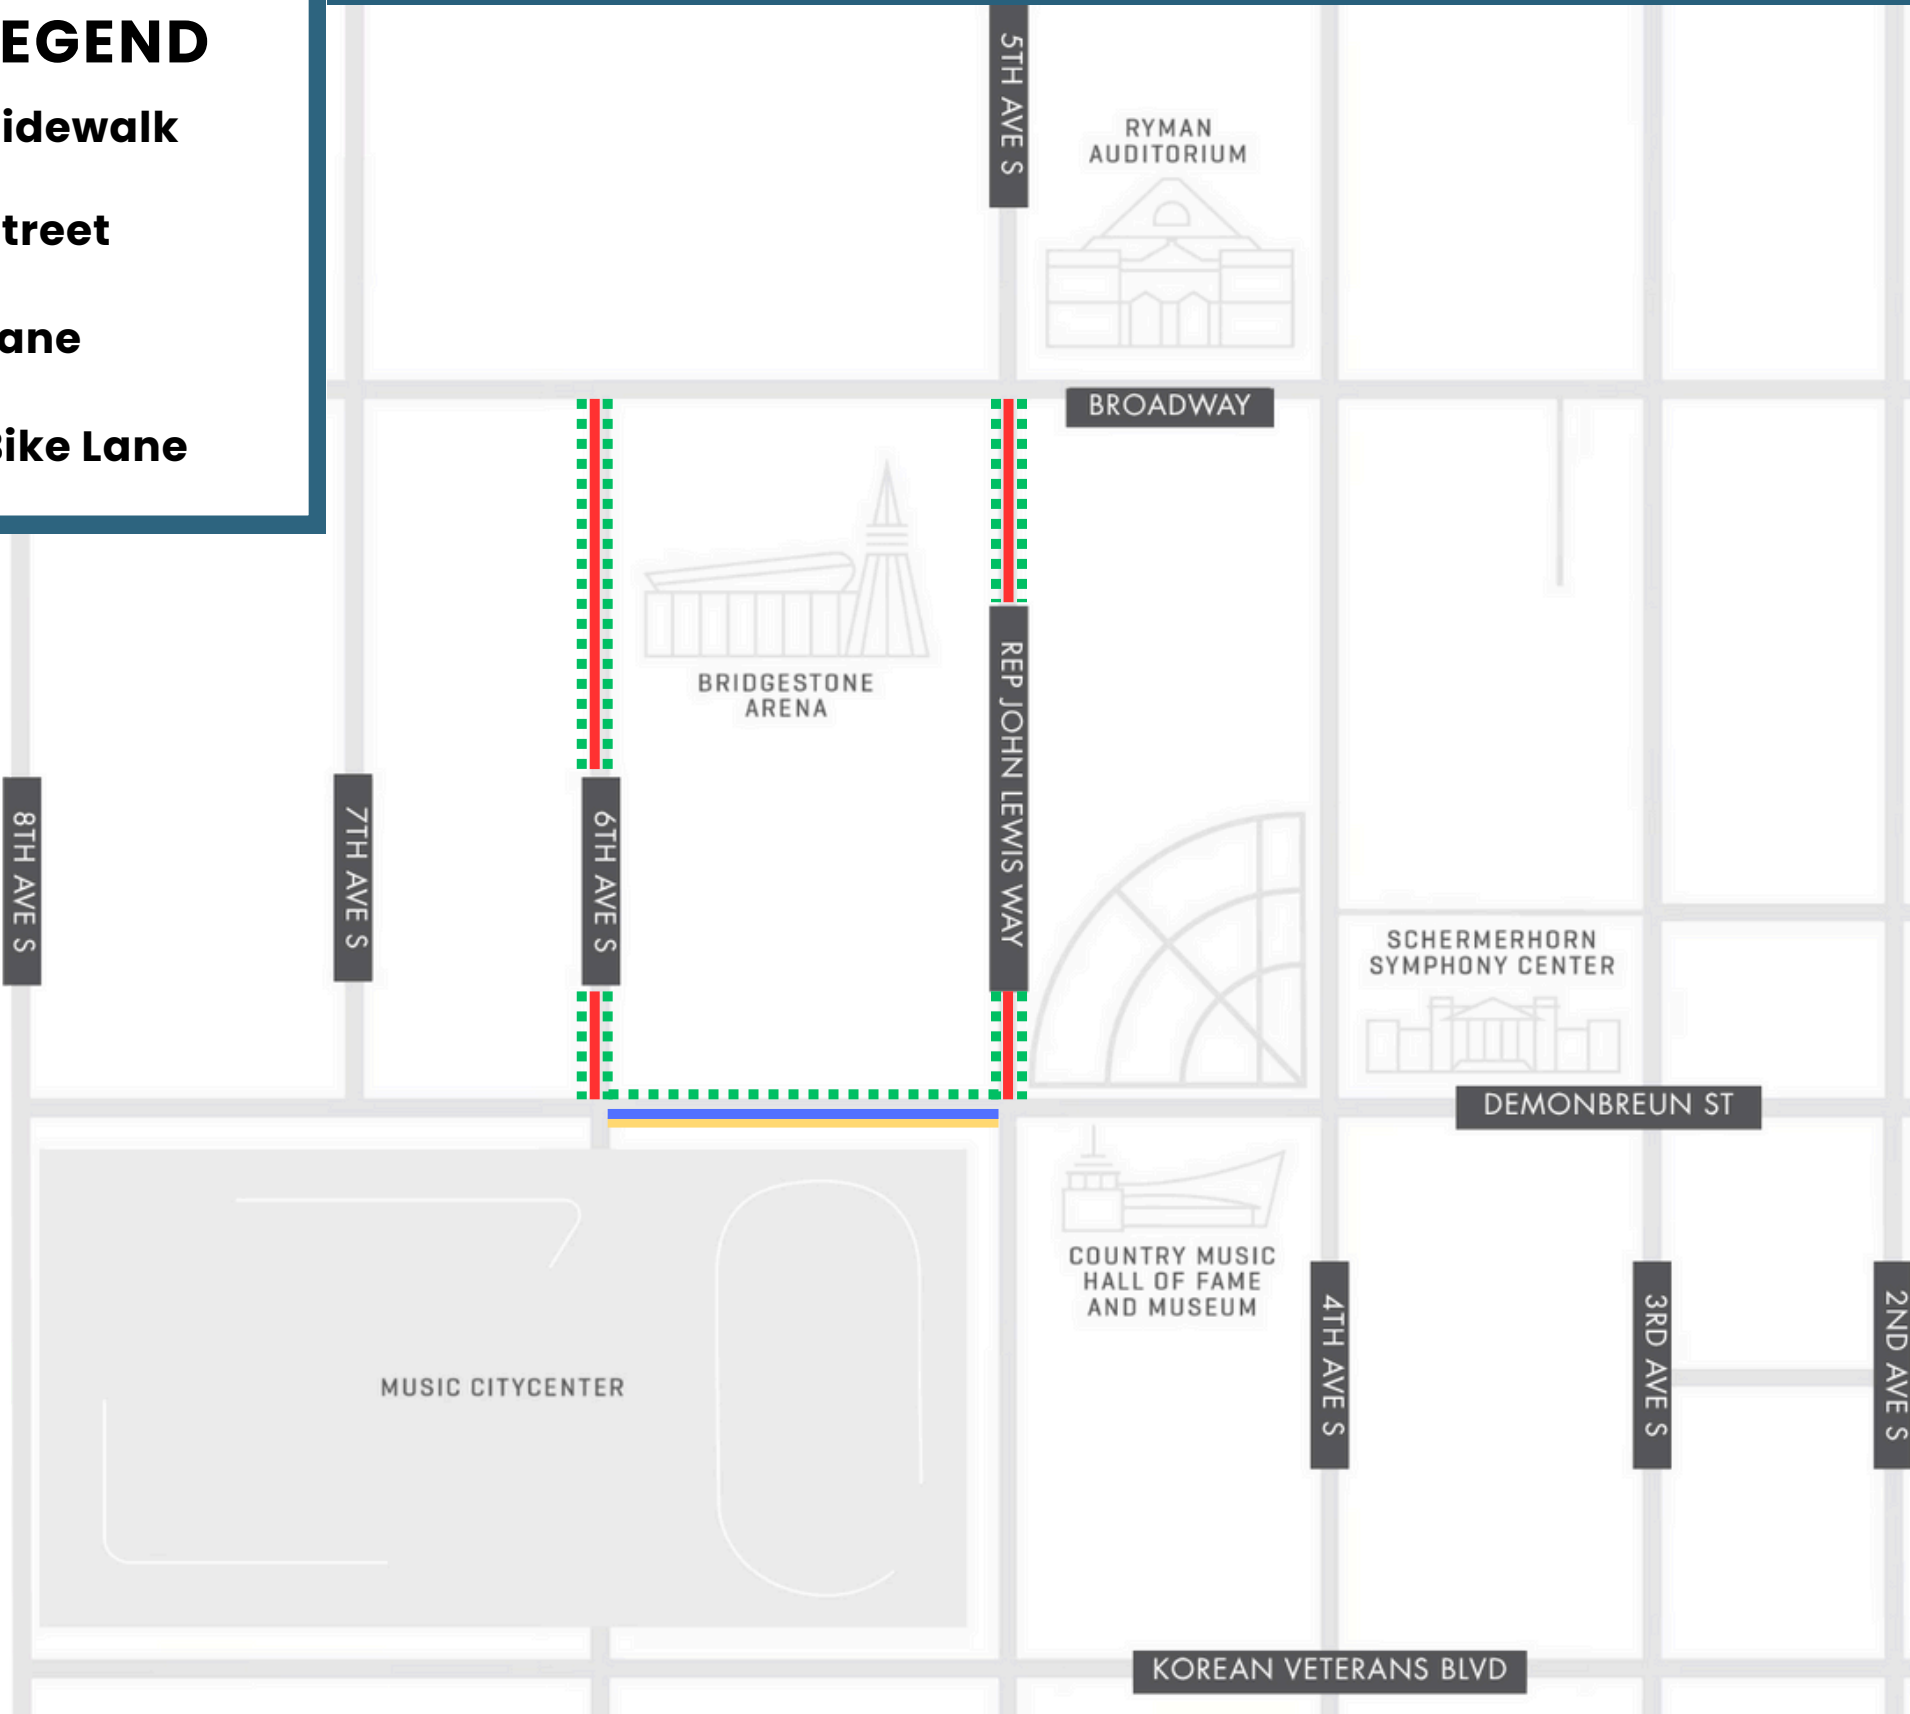 EGEND
idewalk
treet
ane
Bike Lane
5TH AVE S
RYMAN
AUDITORIUM
BROADWAY
BRIDGESTONE
ARENA
REP JOHN LEWIS WAY
8TH AVE S
7TH AVE S
6TH AVE S
SCHERMERHORN
SYMPHONY CENTER
DEMONBREUN ST
COUNTRY MUSIC
HALL OF FAME
AND MUSEUM
MUSIC CITYCENTER
4TH AVE S
3RD AVE S
2ND AVE S
KOREAN VETERANS BLVD